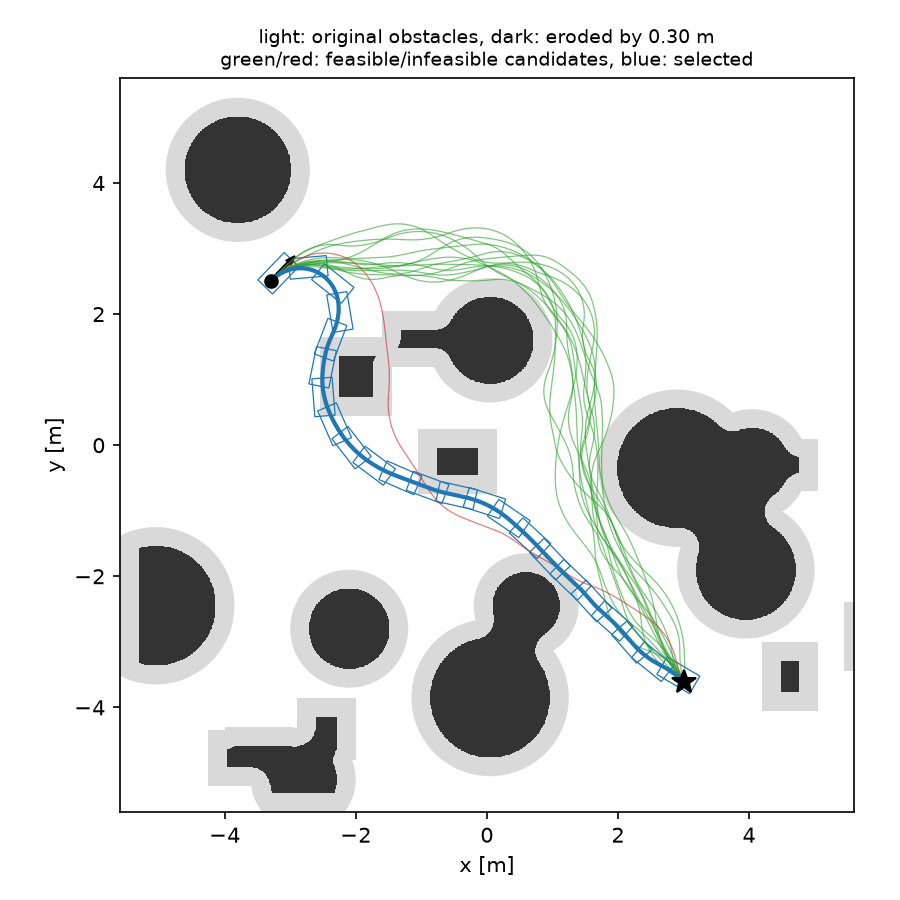 light: original obstacles, dark: eroded by 0.30 m
green/red: feasible/infeasible candidates, blue: selected
y [m]
4
2
0
−2
−4
−4
−2
0
2
4
x [m]